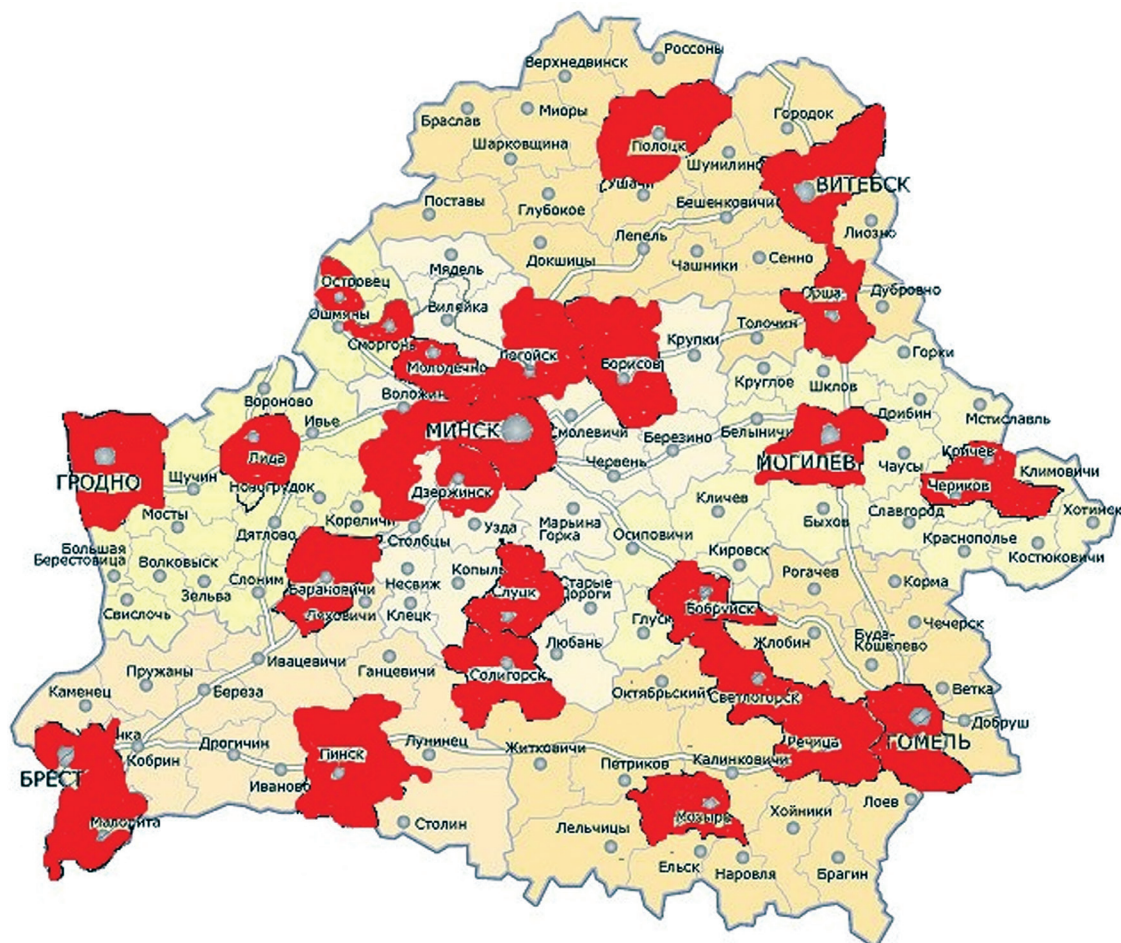 Россоны
Верхнедвинск
Браслав
Миоры
Городок
Полоцк
Шарковщина
Шунилино
ВИТЕБСК
Ушачи
Глубокое
Бешенковичи
Поставы
Лиозно
Лепель
Докшицы
Чашники
Сенно
Мядель
Островец
Орша
Дубровно
Вилейка
Ошмяны
Сморгонь
Толочин
Крупки
Логойск
Борисов
Молодечно
Горки
Круглое
Шклов
Вороново
Воложин
Ивье
Дрибин
Мстиславль
МИНСК
Смолевичи
Березино
Белыничи
Кричев
Лида
МОГИЛЕВ
Чаусы
Климовичи
Щучин
ГРОДНО
Червень
Дзержинск
Чериков
Новогрудок
Кореличи
Кличев
Мосты
Узда
Марьина
Горка
Быхов
Славгород
Хотимск
Дятлово
Столбцы
Осиповичи
Большая
Берестовица
Краснополье
Костюковичи
Волковыск
Слоним
Кировск
Рогачев
Зельва
Несвиж
Копыль
Старые
Дороги
Корма
Барановичи
Слуцк
Свислочь
Ляховичи
Клецк
Бобруйск
Глуск
Чечерск
Жлобин
Буда-
Кошелево
Любань
Ивацевичи
Ганцевичи
Пружаны
Солигорск
Каменец
Береза
Октябрьский
Светлогорск
Ветка
Добруш
нка
Дрогичин
Лунинец
Житковичи
Речица
ГОМЕЛЬ
Кобрин
Пинск
БРЕСТ
Иваново
Петриков
Калинковичи
Лоев
Малорита
Столин
Мозырь
Хойники
Лельчицы
Ельск
Наровля
Брагин